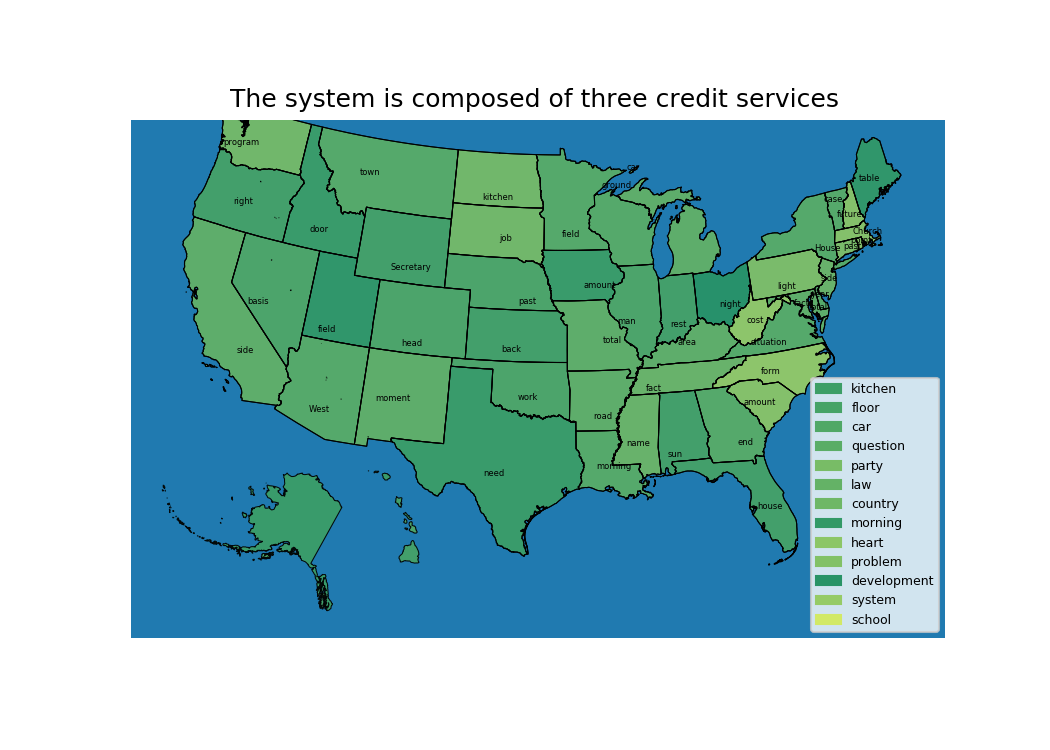 The system is composed of three credit services
program
town
kitchen
ground
table
right
door
job
field
case
future
Church
House
past
Secretary
side
basis
amount
past
night
light
man
rest
cost
total
field
head
back
area
situation
side
West
moment
work
fact
form
road
amount
name
end
sun
need
morning
house
kitchen
floor
car
question
party
law
country
morning
heart
problem
development
system
school